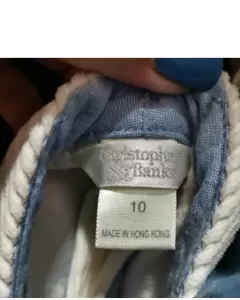 Christopher
& Banks
10
MADE IN HONG KONG